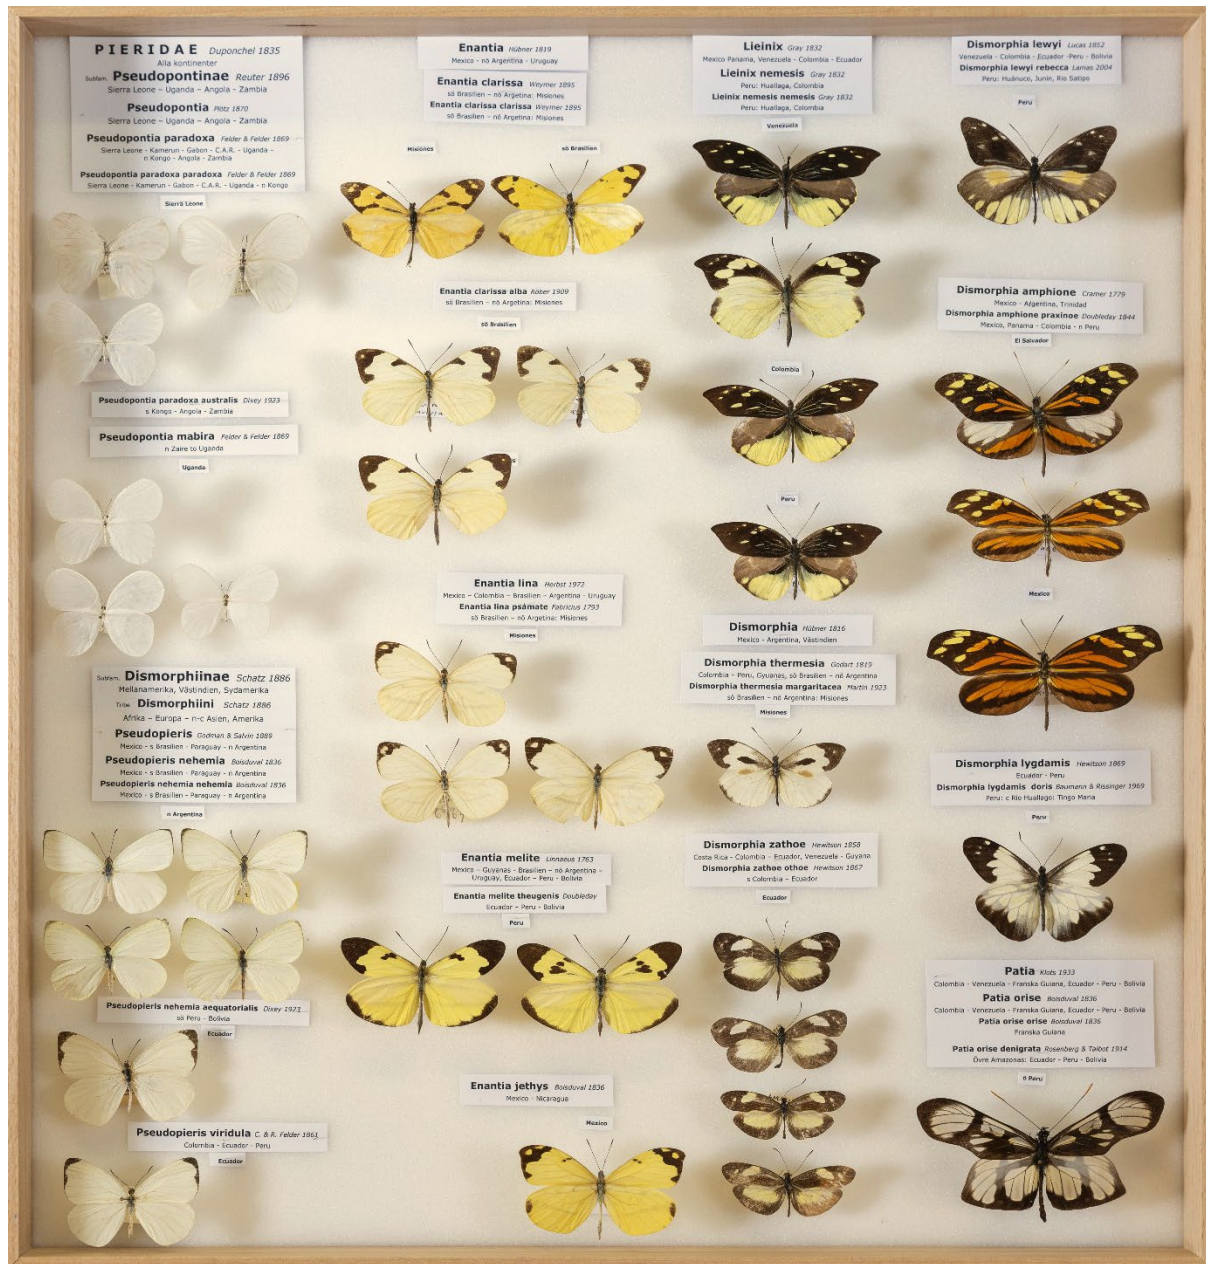 PIERIDAE Duponchel 1835
Alla kontinenter
Subfam. Pseudopontinae Reuter 1896
Sierra Leone – Uganda – Angola - Zambia
Pseudopontia Plötz 1870
Sierra Leone – Uganda – Angola - Zambia
Pseudopontia paradoxa Felder & Felder 1869
Sierra Leone - Kamerun - Gabon - C.A.R. - Uganda –
n Kongo - Angola - Zambia
Pseudopontia paradoxa paradoxa Felder & Felder 1869
Sierra Leone - Kamerun - Gabon - C.A.R. - Uganda - n Kongo
Sierra Leone
Pseudopontia paradoxa australis Dixey 1923
s Kongo - Angola - Zambia
Pseudopontia mabira Felder & Felder 1869
n Zaire to Uganda
Uganda
Subfam. Dismorphiinae Schatz 1886
Mellanamerika, Västindien, Sydamerika
Tribe Dismorphiini Schatz 1886
Afrika – Europa – n-c Asien, Amerika
Pseudopieris Godman & Salvin 1889
Mexico - s Brasilien - Paraguay - n Argentina
Pseudopieris nehemia Boisduval 1836
Mexico - s Brasilien - Paraguay - n Argentina
Pseudopieris nehemia nehemia Boisduval 1836
Mexico - s Brasilien - Paraguay - n Argentina
n Argentina
Pseudopieris nehemia aequatorialis Dixey 1923
sö Peru - Bolivia
Ecuador
Pseudopieris viridula C. & R. Felder 1861
Colombia - Ecuador - Peru
Ecuador
Enantia Hübner 1819
Mexico - nö Argentina - Uruguay
Enantia clarissa Weymer 1895
sö Brasilien – nö Argetina: Misiones
Enantia clarissa clarissa Weymer 1895
sö Brasilien – nö Argetina: Misiones
Misiones
sö Brasilien
Enantia clarissa alba Röber 1909
sö Brasilien – nö Argetina: Misiones
sö Brasilien
Enantia lina Herbst 1972
Mexico – Colombia – Brasilien – Argentina - Uruguay
Enantia lina psamate Fabricius 1793
sö Brasilien – nö Argetina: Misiones
Misiones
Enantia melite Linnaeus 1763
Mexico – Guyanas - Brasilien – nö Argentina –
Uruguay, Ecuador – Peru - Bolivia
Enantia melite theugenis Doubleday
Ecuador – Peru - Bolivia
Peru
Enantia jethys Boisduval 1836
Mexico - Nicaragua
Mexico
Lieinix Gray 1832
Mexico Panama, Venezuela - Colombia - Ecuador
Lieinix nemesis Gray 1832
Peru: Huallaga, Colombia
Lieinix nemesis nemesis Gray 1832
Peru: Huallaga, Colombia
Venezuela
Colombia
Peru
Dismorphia Hübner 1816
Mexico - Argentina, Västindien
Dismorphia thermesia Godart 1819
Colombia – Peru, Gyuanas, sö Brasilien – nö Argentina
Dismorphia thermesia margaritacea Martin 1923
sö Brasilien – nö Argentina: Misiones
Misiones
Dismorphia zathoe Hewitson 1858
Costa Rica - Colombia – Ecuador, Venezuela - Guyana
Dismorphia zathoe othoe Hewitson 1867
s Colombia – Ecuador
Ecuador
Dismorphia lewyi Lucas 1852
Venezuela - Colombia - Ecuador -Peru - Bolivia
Dismorphia lewyi rebecca Lamas 2004
Peru: Huánuco, Junin, Rio Satipo
Peru
Dismorphia amphione Cramer 1779
Mexico - Argentina, Trinidad
Dismorphia amphione praxinoe Doubleday 1844
Mexico, Panama - Colombia - n Peru
El Salvador
Mexico
Dismorphia lygdamis Hewitson 1869
Ecuador - Peru
Dismorphia lygdamis doris Baumann & Rissinger 1969
Peru: c Rio Huallogo: Tingo Maria
Peru
Patia Klots 1933
Colombia - Venezuela - Franska Guiana, Ecuador - Peru - Bolivia
Patia orise Boisduval 1836
Colombia - Venezuela - Franska Guiana, Ecuador - Peru - Bolivia
Patia orise orise Boisduval 1836
Franska Guiana
Patia orise denigrata Rosenberg & Talbot 1914
Övre Amazonas: Ecuador - Peru - Bolivia
ö Peru